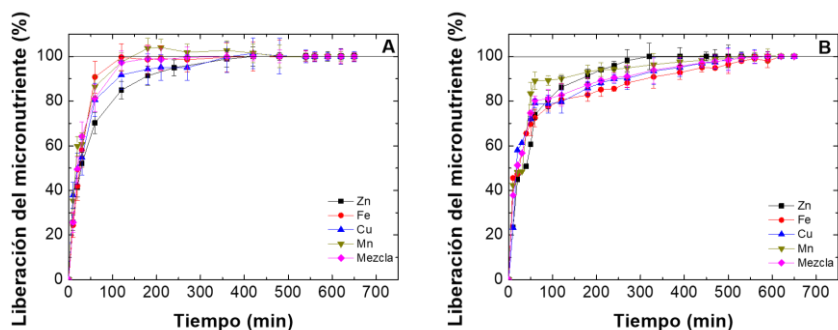 Liberación del micronutriente (%)
120
100
80
60
40
20
0
A
Zn
Fe
Cu
Mn
Mezcla
0 100 200 300 400 500 600 700
Tiempo (min)
Liberación del micronutriente (%)
120
100
80
60
40
20
0
B
Zn
Fe
Cu
Mn
Mezcla
0 100 200 300 400 500 600 700
Tiempo (min)